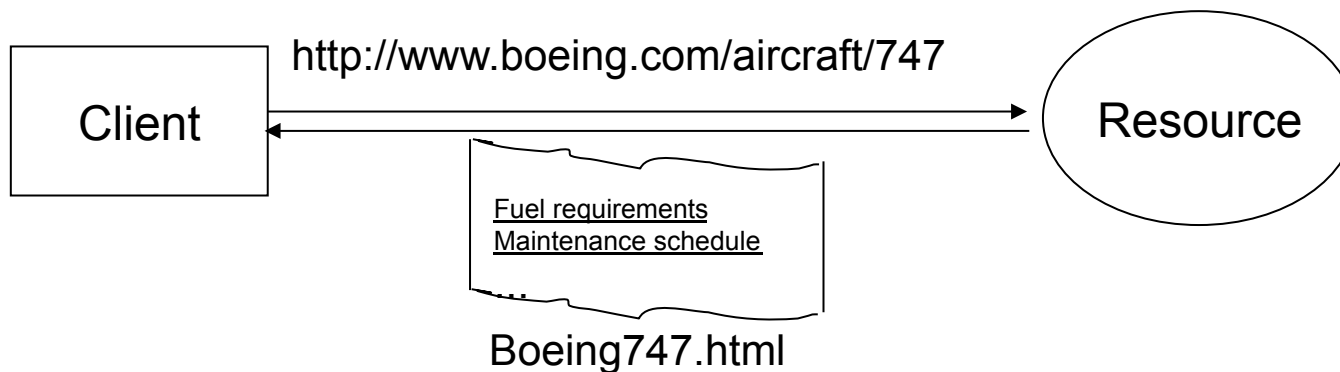 http://www.boeing.com/aircraft/747
Client
Resource
Fuel requirements
Maintenance schedule
...
Boeing747.html